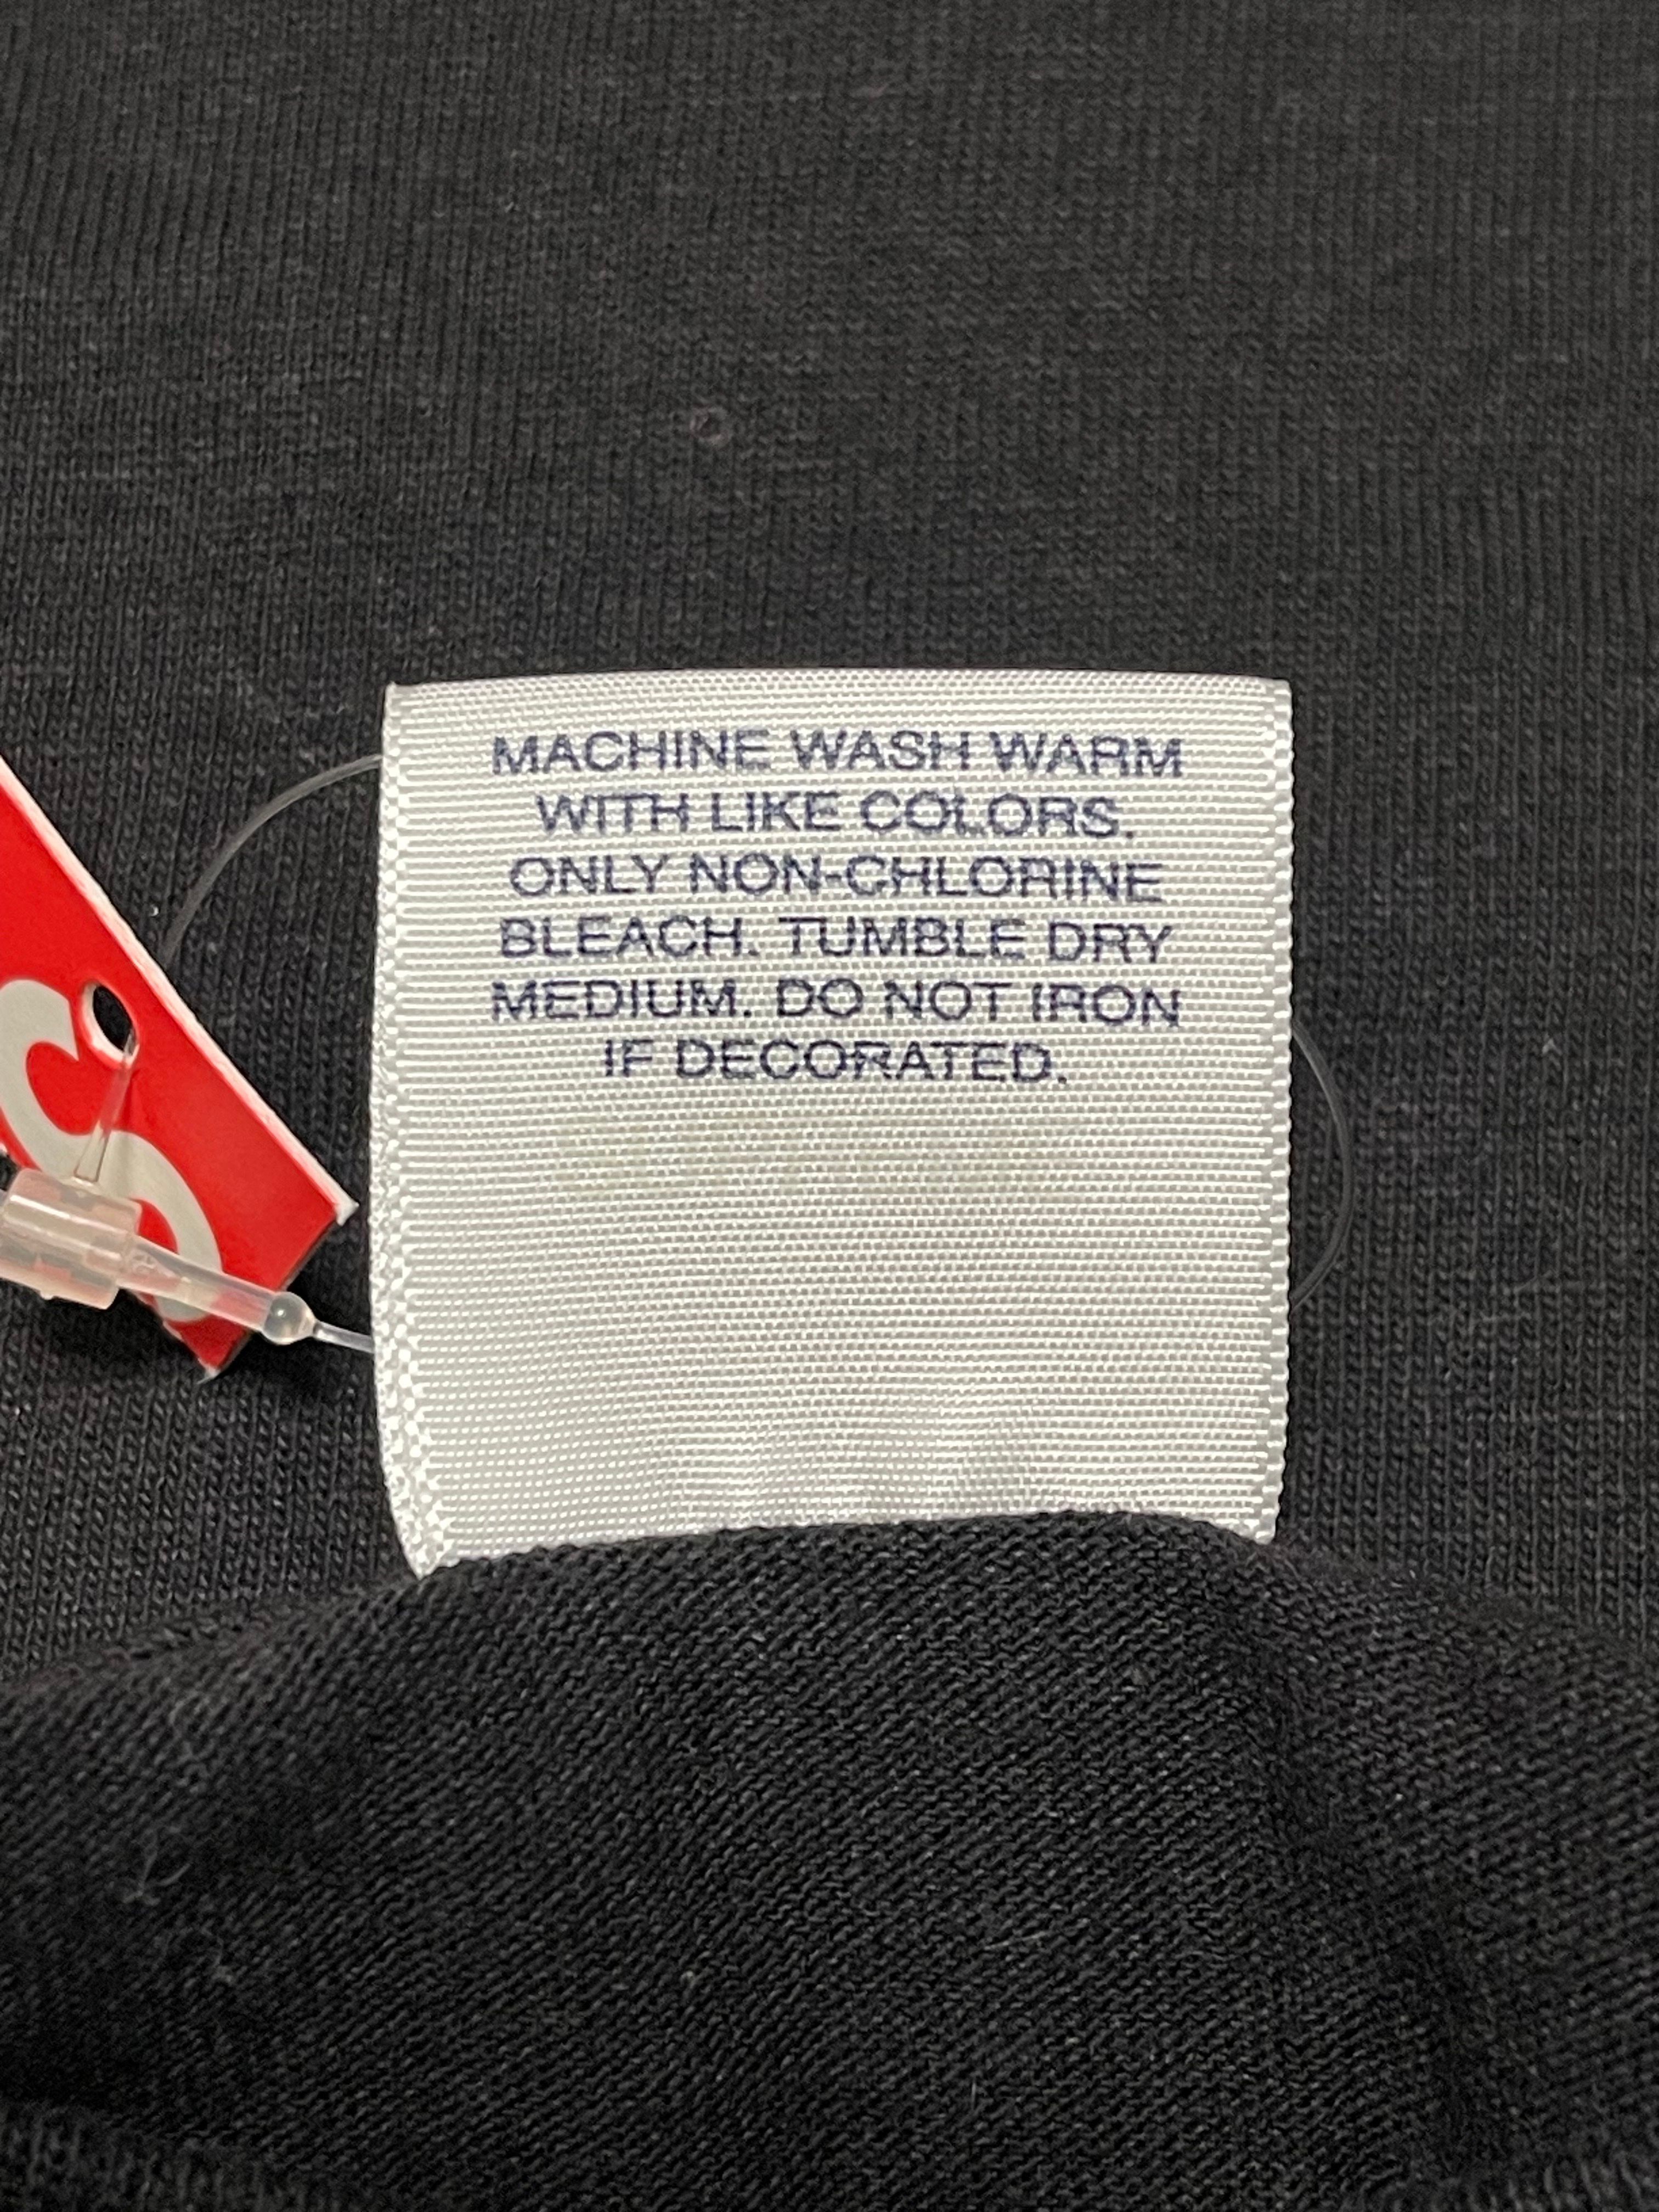 MACHINE WASH WARM
WITH LIKE COLORS.
ONLY NON-CHLORINE
BLEACH. TUMBLE DRY
MEDIUM. DO NOT IRON
IF DECORATED.